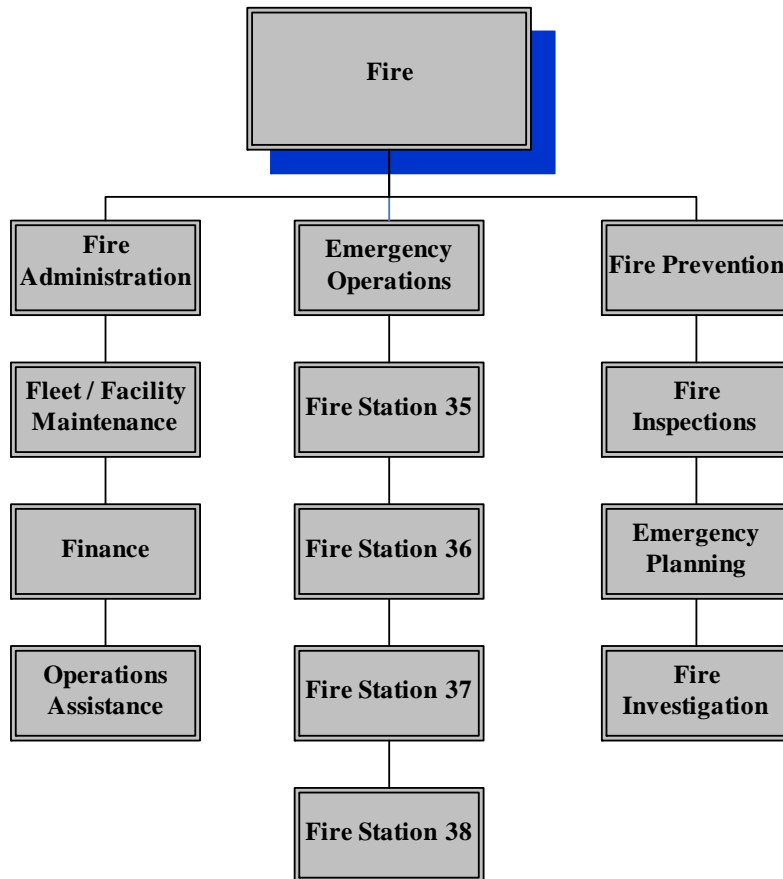 Fire
Fire
Administration
Emergency
Operations
Fire Prevention
Fleet / Facility
Maintenance
Fire Station 35
Fire
Inspections
Finance
Fire Station 36
Emergency
Planning
Operations
Assistance
Fire Station 37
Fire
Investigation
Fire Station 38